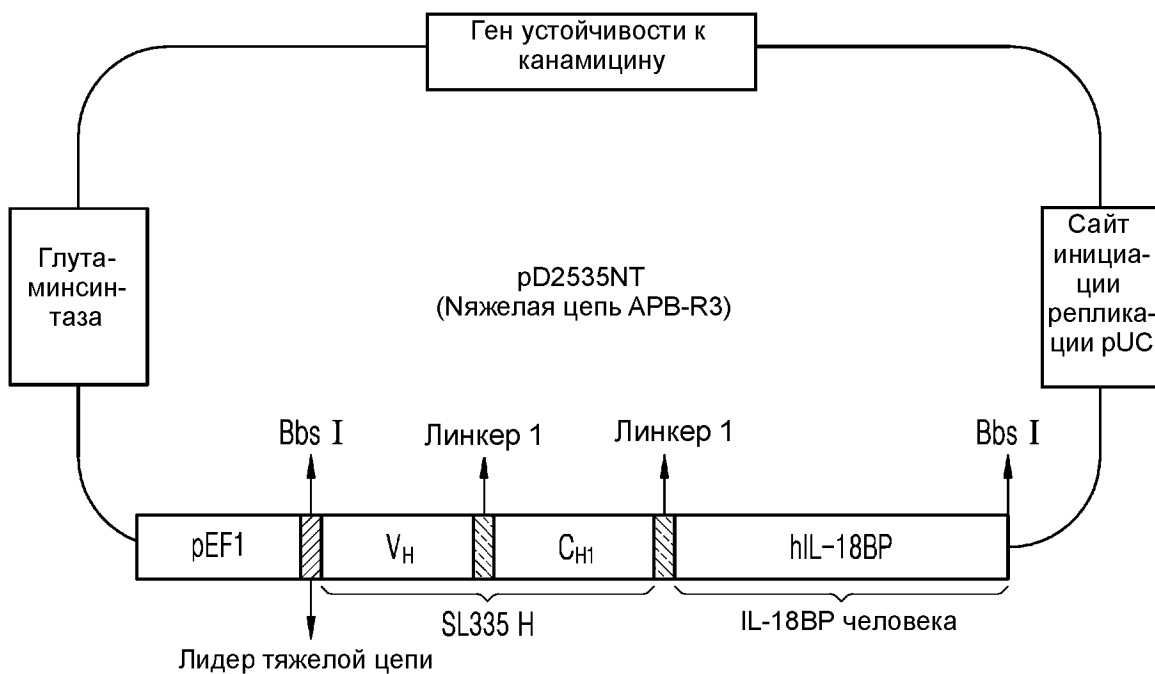 Ген устойчивости к
канамицину
Глута-
минсин-
таза
Сайт
инициа-
ции
реплика-
ции pUC
pD2535NT
(Nяжелая цепь APB-R3)
Bbs I
Линкер 1
Линкер 1
Bbs I
pEF1
VH
CH1
hIL-18BP
SL335 H
IL-18BP человека
Лидер тяжелой цепи